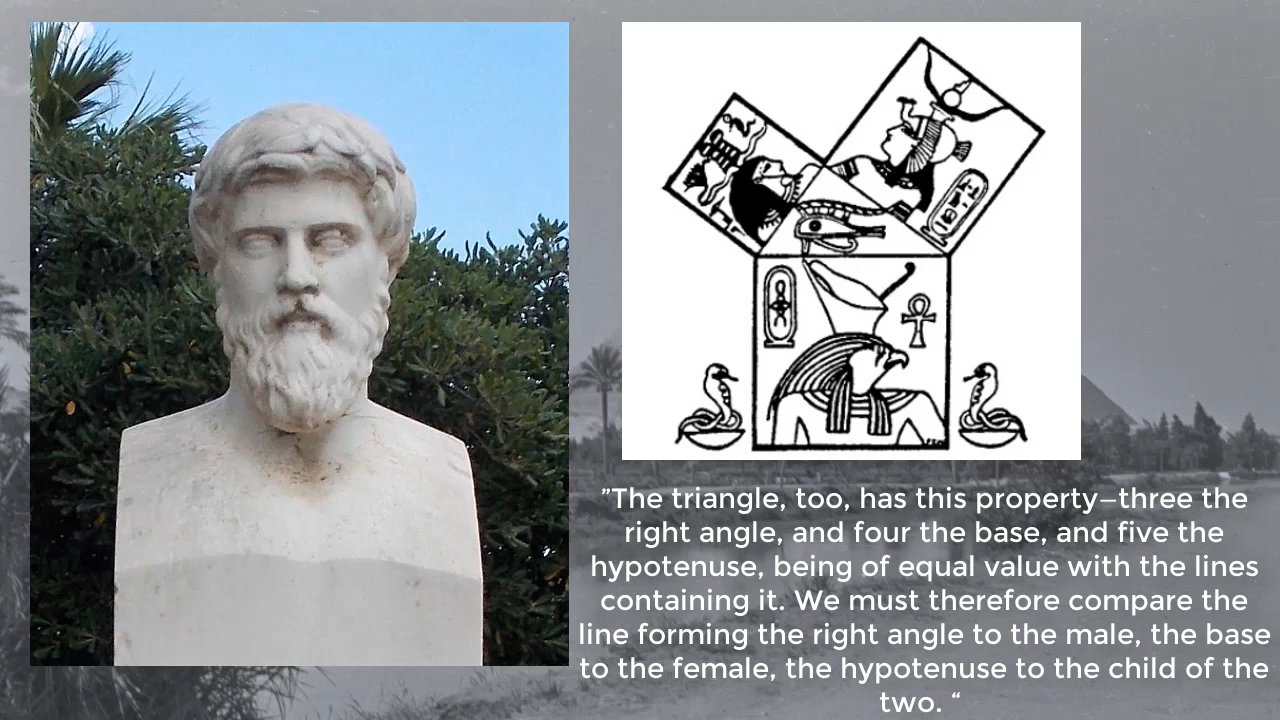 ”The triangle, too, has this property—three the
right angle, and four the base, and five the
hypotenuse, being of equal value with the lines
containing it. We must therefore compare the
line forming the right angle to the male, the base
to the female, the hypotenuse to the child of the
two. “